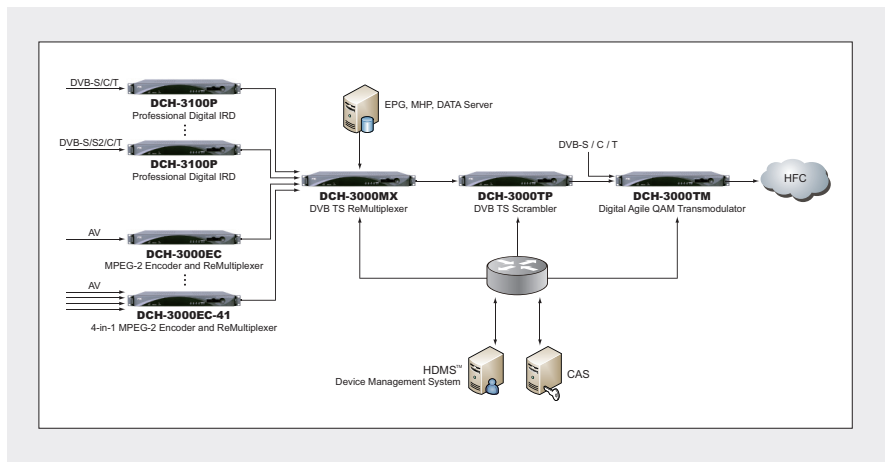 DVB-S/C/T
DCH-3100P
Professional Digital IRD
DVB-S/S2/C/T
DCH-3100P
Professional Digital IRD
AV
DCH-3000EC
MPEG-2 Encoder and ReMultiplexer
AV
DCH-3000EC-41
4-in-1 MPEG-2 Encoder and ReMultiplexer
EPG, MHP, DATA Server
DCH-3000MX
DVB TS ReMultiplexer
DCH-3000TP
DVB TS Scrambler
DVB-S / C / T
DCH-3000TM
Digital Agile QAM Transmodulator
HFC
HDMS™
Device Management System
CAS